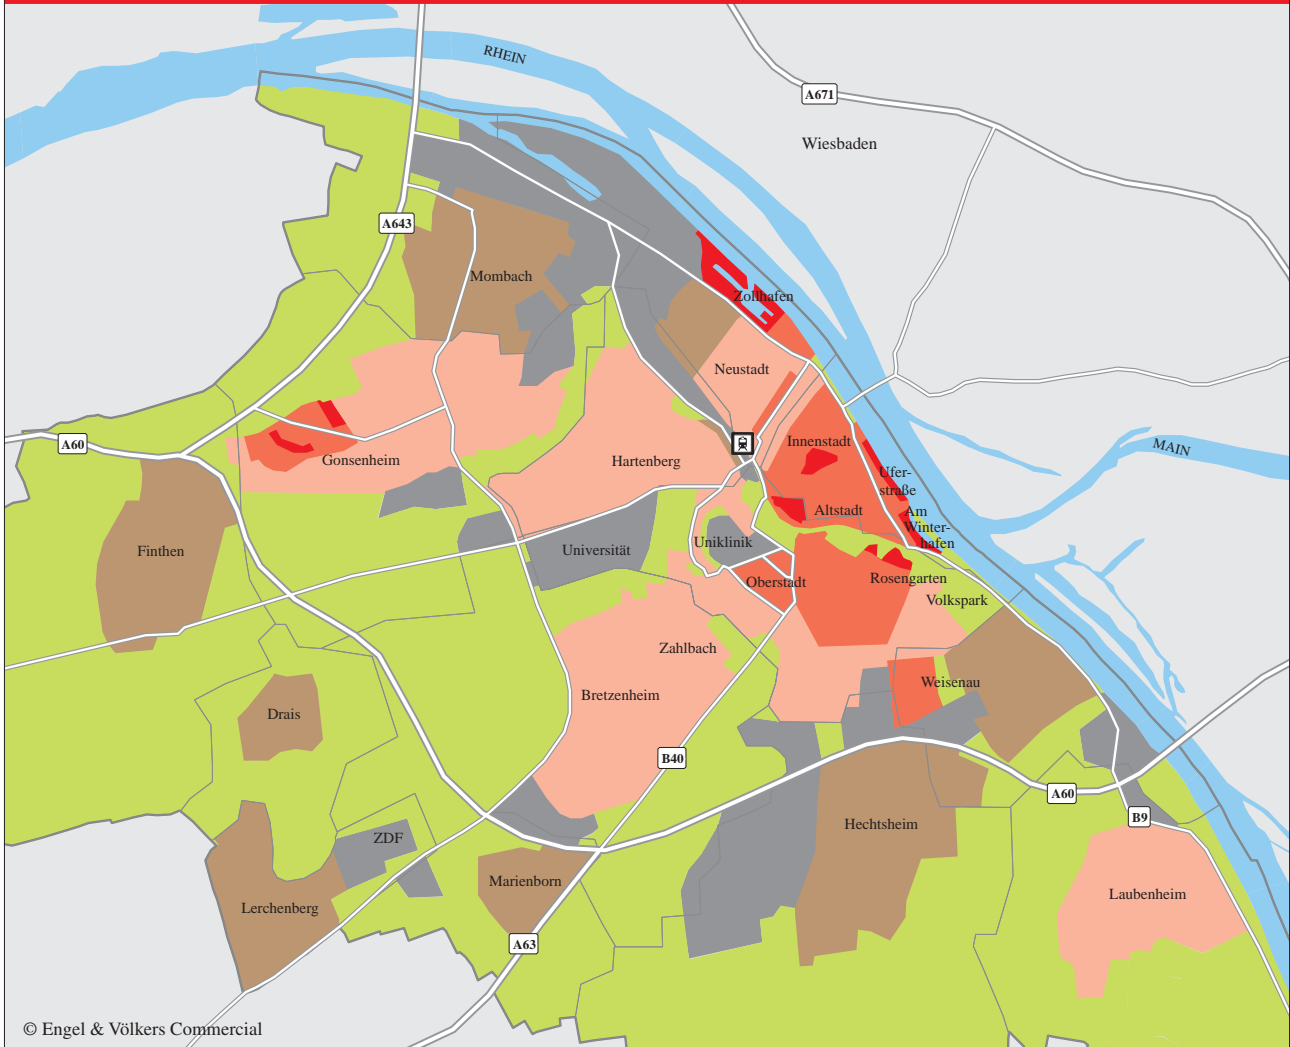 RHEIN
A671
Wiesbaden
A643
Mombach
Zollhafen
Neustadt
A60
Gonsenheim
Hartenberg
Innenstadt
MAIN
Ufer-
straße
Altstadt
Am
Winter-
hafen
Finthen
Universität
Uniklinik
Oberstadt
Rosengarten
Volkspark
Zahlbach
Bretzenheim
Weisenau
Drais
B40
A60
B9
Hechtsheim
ZDF
Marienborn
Laubenheim
Lerchenberg
A63
© Engel & Völkers Commercial